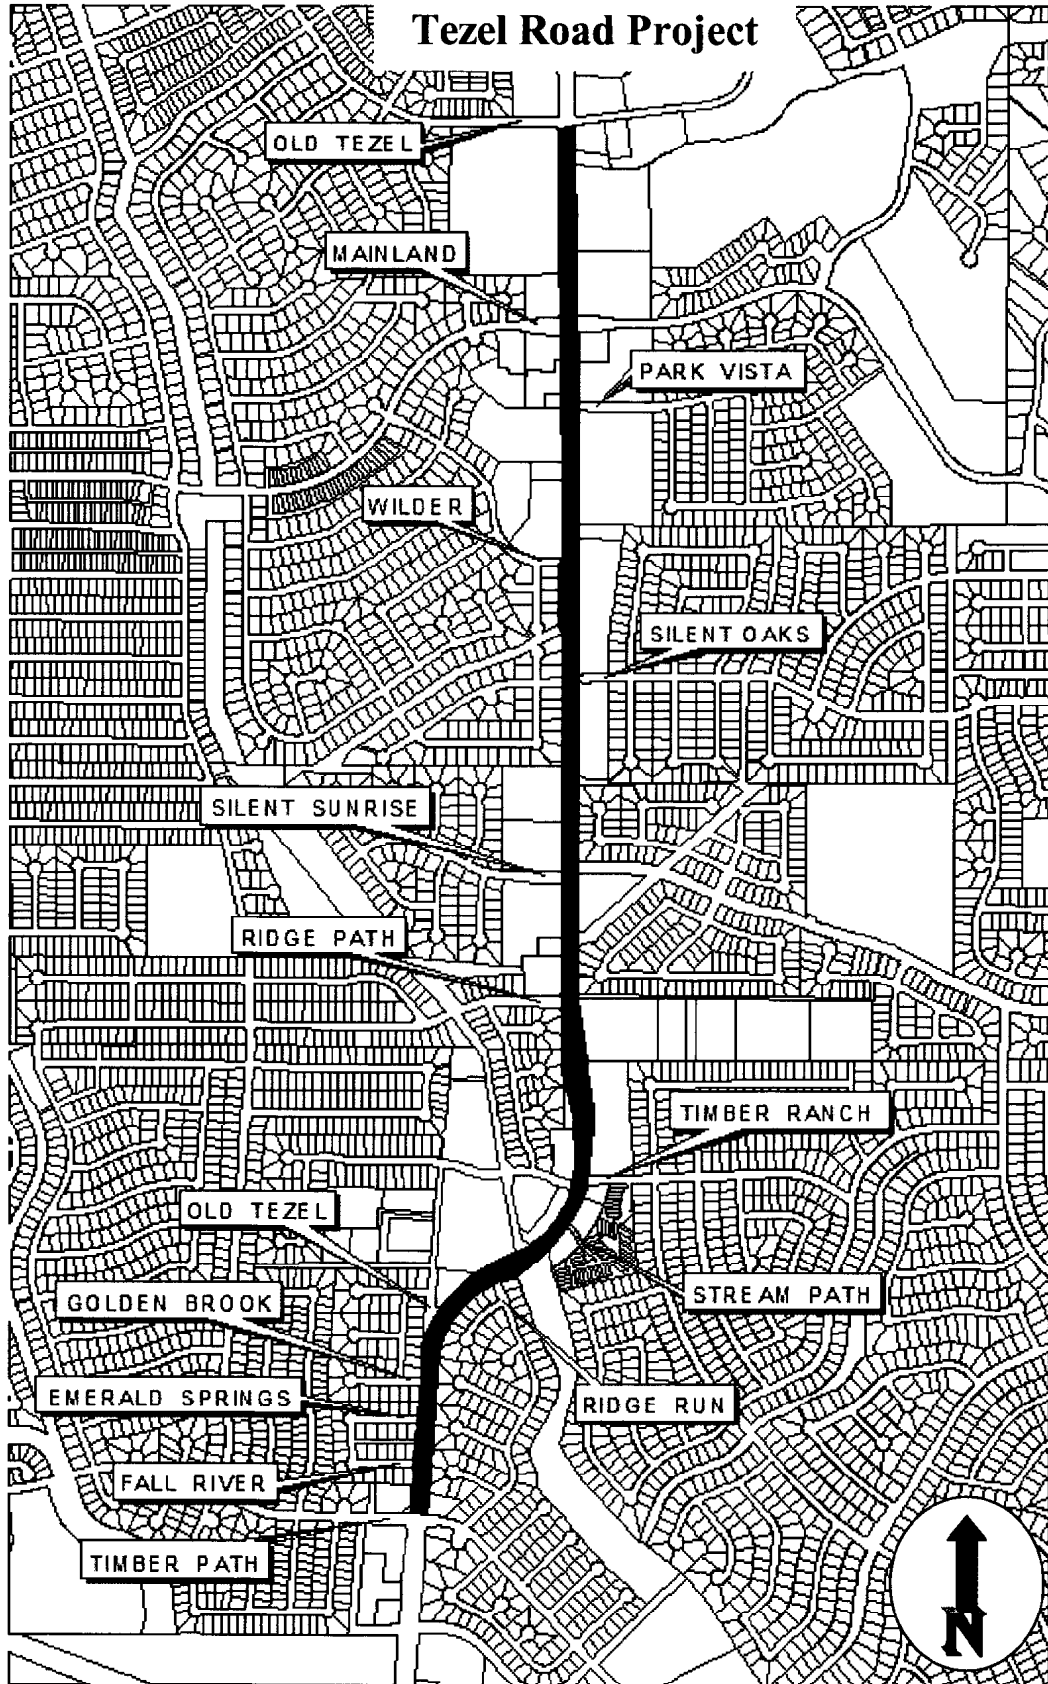 Tezel Road Project
OLD TEZEL
MAINLAND
PARK VISTA
WILDER
SILENT OAKS
SILENT SUNRISE
RIDGE PATH
TIMBER RANCH
OLD TEZEL
STREAM PATH
GOLDEN BROOK
EMERALD SPRINGS
RIDGE RUN
FALL RIVER
TIMBER PATH
N